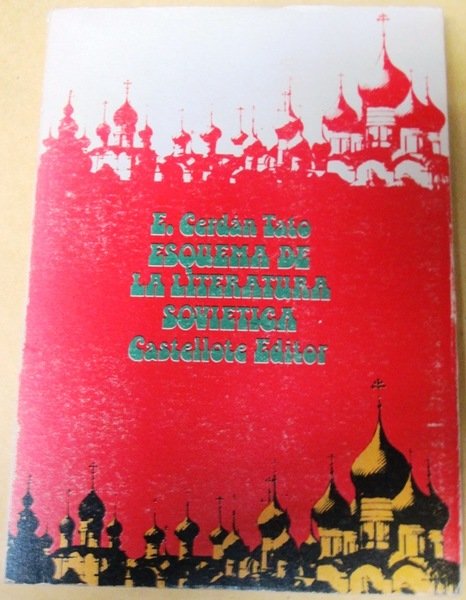 E. Cerdán Tato
ESQUEMA DE
LA LITERATURA
SOVIETICA
Castellote Editor